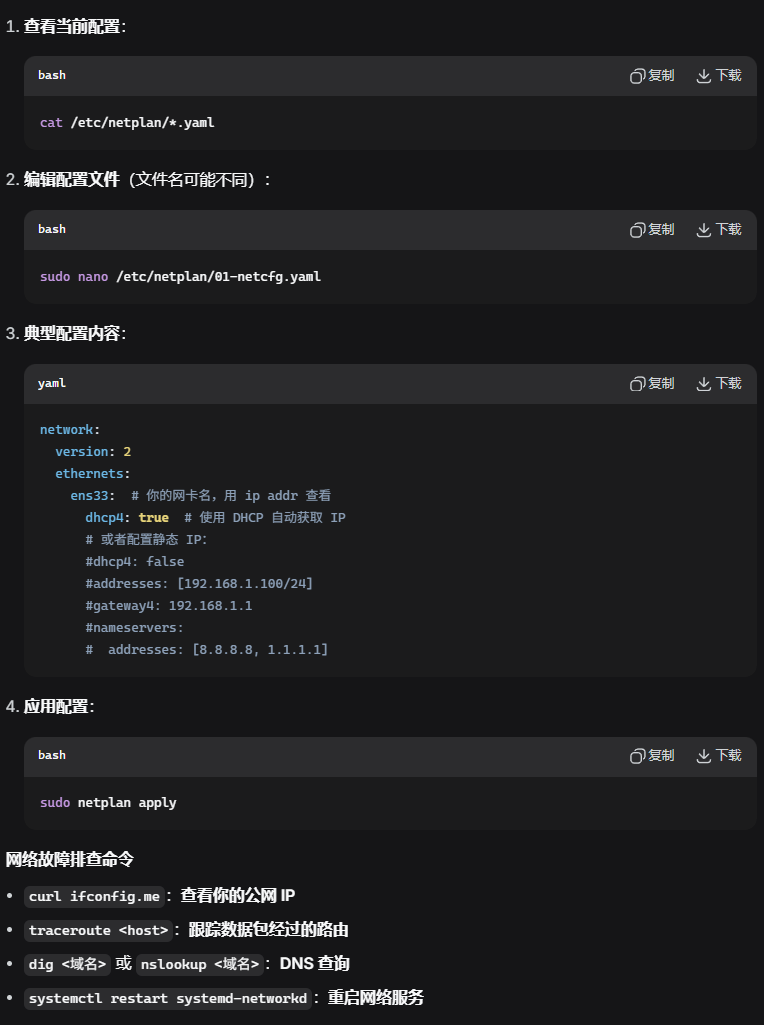 1. 查看当前配置：
bash 复制 下载
cat /etc/netplan/*.yaml
2. 编辑配置文件（文件名可能不同）：
bash 复制 下载
sudo nano /etc/netplan/01-netcfg.yaml
3. 典型配置内容：
yaml 复制 下载
network:
  version: 2
  ethernets:
    ens33:  # 你的网卡名，用 ip addr 查看
      dhcp4: true  # 使用 DHCP 自动获取 IP
      # 或者配置静态 IP：
      #dhcp4: false
      #addresses: [192.168.1.100/24]
      #gateway4: 192.168.1.1
      #nameservers:
      #  addresses: [8.8.8.8, 1.1.1.1]
4. 应用配置：
bash 复制 下载
sudo netplan apply
网络故障排查命令
• curl ifconfig.me：查看你的公网 IP
• traceroute <host>：跟踪数据包经过的路由
• dig <域名> 或 nslookup <域名>：DNS 查询
• systemctl restart systemd-networkd：重启网络服务